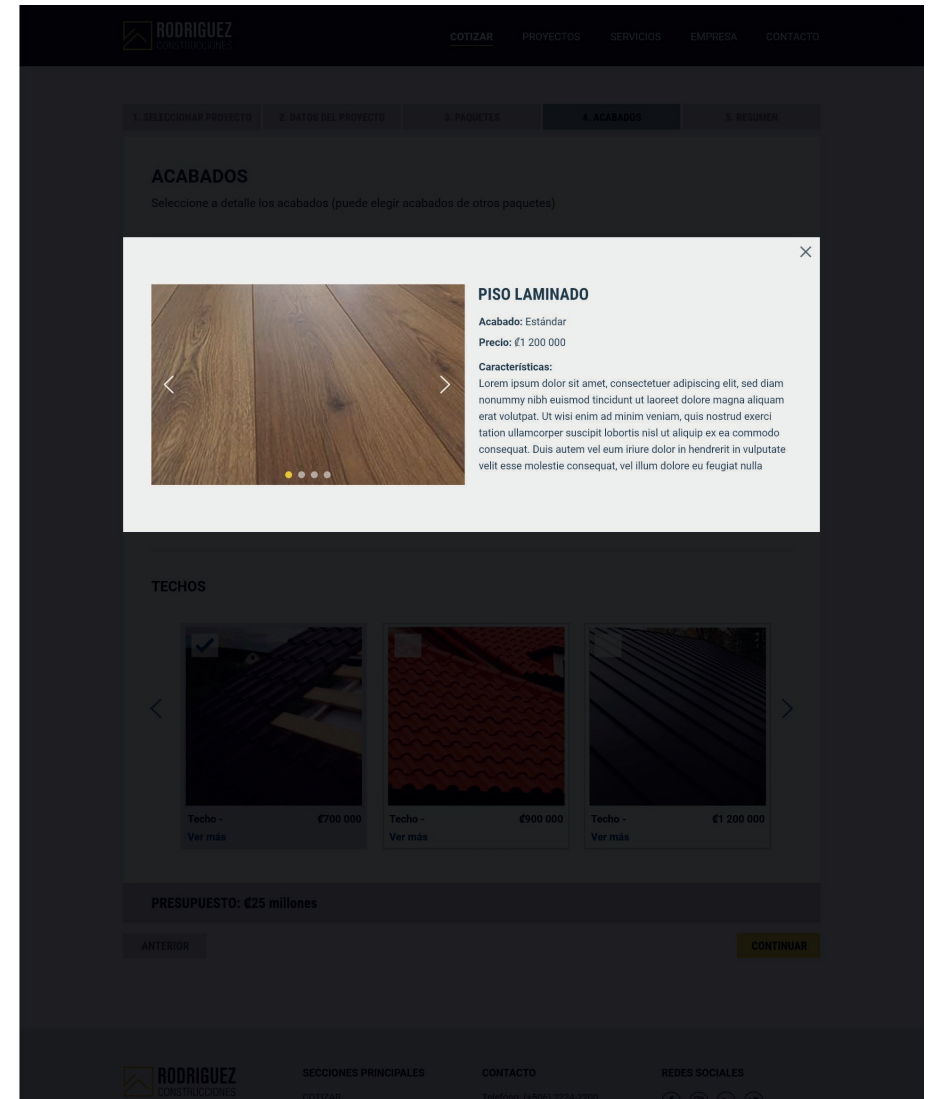 RODRIGUEZ
CONSTRUCCIONES
COTIZAR PROYECTOS SERVICIOS EMPRESA CONTACTO
1. SELECCIONAR PROYECTO 2. DATOS DEL PROYECTO 3. PAQUETES 4. ACABADOS 5. RESUMEN
ACABADOS
Seleccione a detalle los acabados (puede elegir acabados de otros paquetes)
PISO LAMINADO
Acabado: Estándar
Precio: ₡1 200 000
Características:
Lorem ipsum dolor sit amet, consectetuer adipiscing elit, sed diam
nonummy nibh euismod tincidunt ut laoreet dolore magna aliquam
erat volutpat. Ut wisi enim ad minim veniam, quis nostrud exerci
tation ullamcorper suscipit lobortis nisl ut aliquip ex ea commodo
consequat. Duis autem vel eum iriure dolor in hendrerit in vulputate
velit esse molestie consequat, vel illum dolore eu feugiat nulla
TECHOS
Techo - ₡700 000
Ver más
Techo - ₡900 000
Ver más
Techo - ₡1 200 000
Ver más
PRESUPUESTO: ₡25 millones
ANTERIOR
CONTINUAR
RODRIGUEZ
CONSTRUCCIONES
SECCIONES PRINCIPALES CONTACTO REDES SOCIALES
COTIZAR